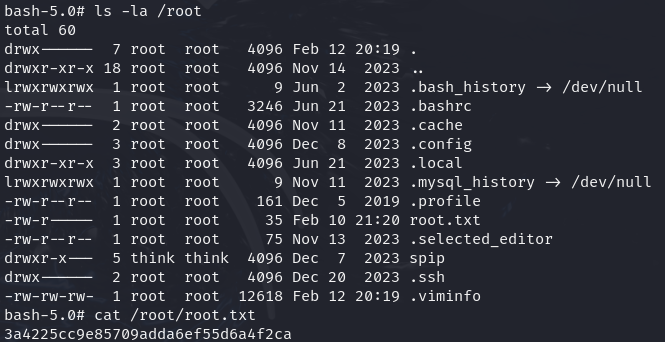 bash-5.0# ls -la /root
total 60
drwx------  7 root  root   4096 Feb 12 20:19 .
drwxr-xr-x 18 root  root   4096 Nov 14  2023 ..
lrwxrwxrwx  1 root  root      9 Jun  2  2023 .bash_history -> /dev/null
-rw-r--r--  1 root  root   3246 Jun 21  2023 .bashrc
drwx------  2 root  root   4096 Nov 11  2023 .cache
drwx------  3 root  root   4096 Dec  8  2023 .config
drwxr-xr-x  3 root  root   4096 Jun 21  2023 .local
lrwxrwxrwx  1 root  root      9 Nov 11  2023 .mysql_history -> /dev/null
-rw-r--r--  1 root  root    161 Dec  5  2019 .profile
-rw-r-----  1 root  root     35 Feb 10 21:20 root.txt
-rw-r--r--  1 root  root     75 Nov 13  2023 .selected_editor
drwxr-x---  5 think think  4096 Dec  7  2023 spip
drwx------  2 root  root   4096 Dec 20  2023 .ssh
-rw-rw-rw-  1 root  root  12618 Feb 12 20:19 .viminfo
bash-5.0# cat /root/root.txt
3a4225cc9e85709adda6ef55d6a4f2ca